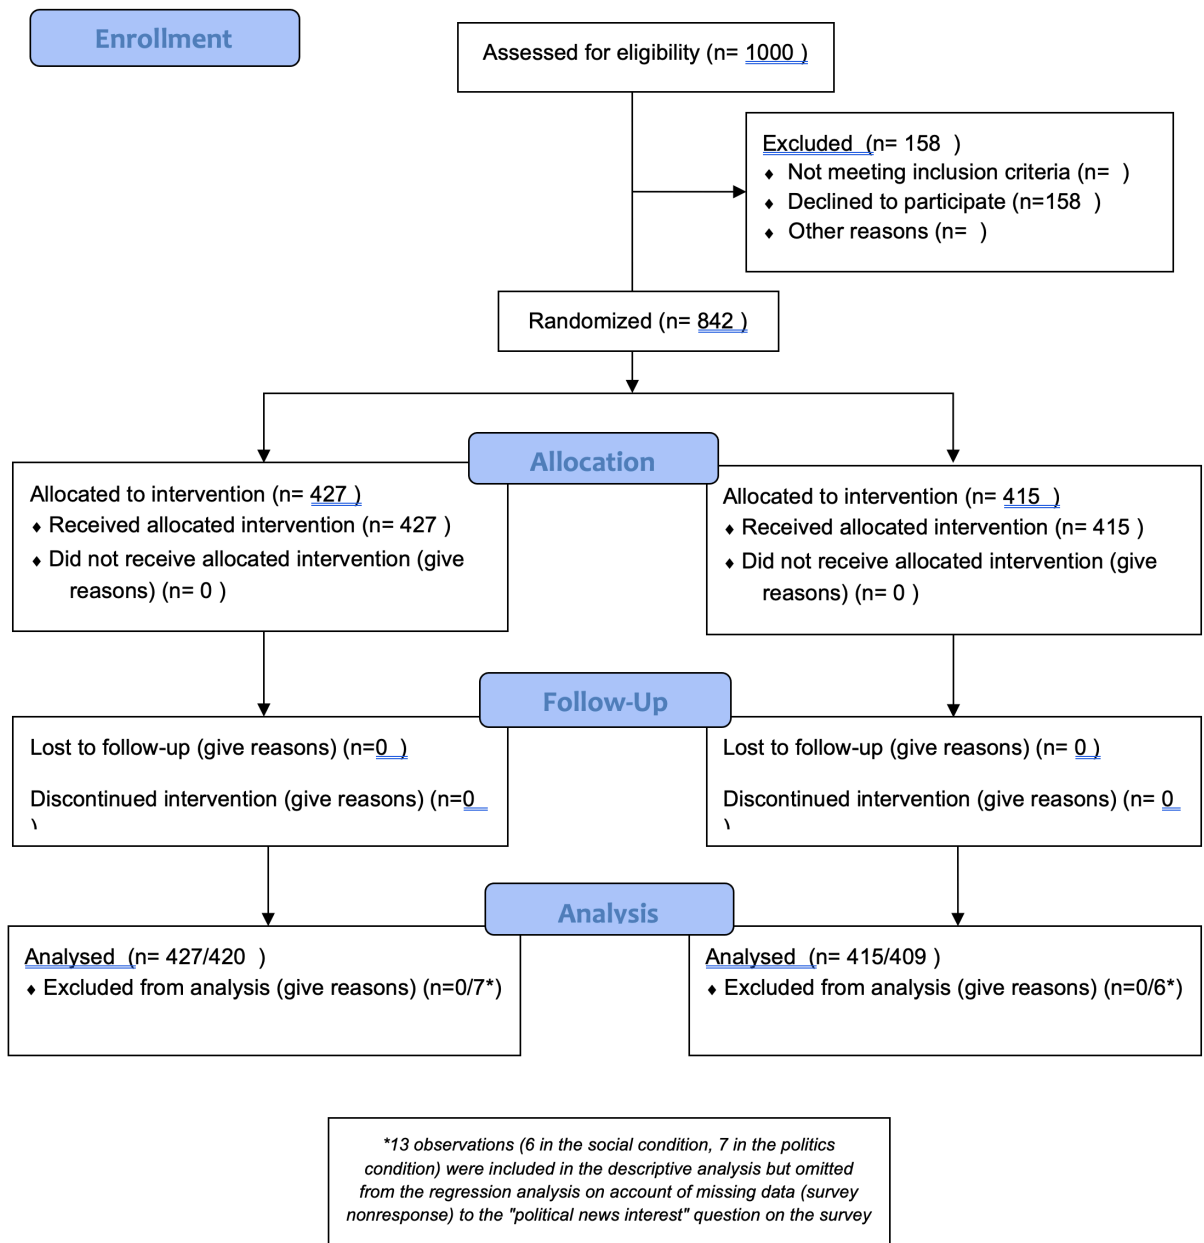 Enrollment
Assessed for eligibility (n= 1000 )
Excluded (n= 158 )
♦ Not meeting inclusion criteria (n= )
♦ Declined to participate (n=158 )
♦ Other reasons (n= )
Randomized (n= 842 )
Allocation
Allocated to intervention (n= 427 )
♦ Received allocated intervention (n= 427 )
♦ Did not receive allocated intervention (give
reasons) (n= 0 )
Allocated to intervention (n= 415 )
♦ Received allocated intervention (n= 415 )
♦ Did not receive allocated intervention (give
reasons) (n= 0 )
Follow-Up
Lost to follow-up (give reasons) (n=0 )
Discontinued intervention (give reasons) (n=0
)
Lost to follow-up (give reasons) (n= 0 )
Discontinued intervention (give reasons) (n= 0
)
Analysis
Analysed (n= 427/420 )
♦ Excluded from analysis (give reasons) (n=0/7*)
Analysed (n= 415/409 )
♦ Excluded from analysis (give reasons) (n=0/6*)
*13 observations (6 in the social condition, 7 in the politics
condition) were included in the descriptive analysis but omitted
from the regression analysis on account of missing data (survey
nonresponse) to the "political news interest" question on the survey